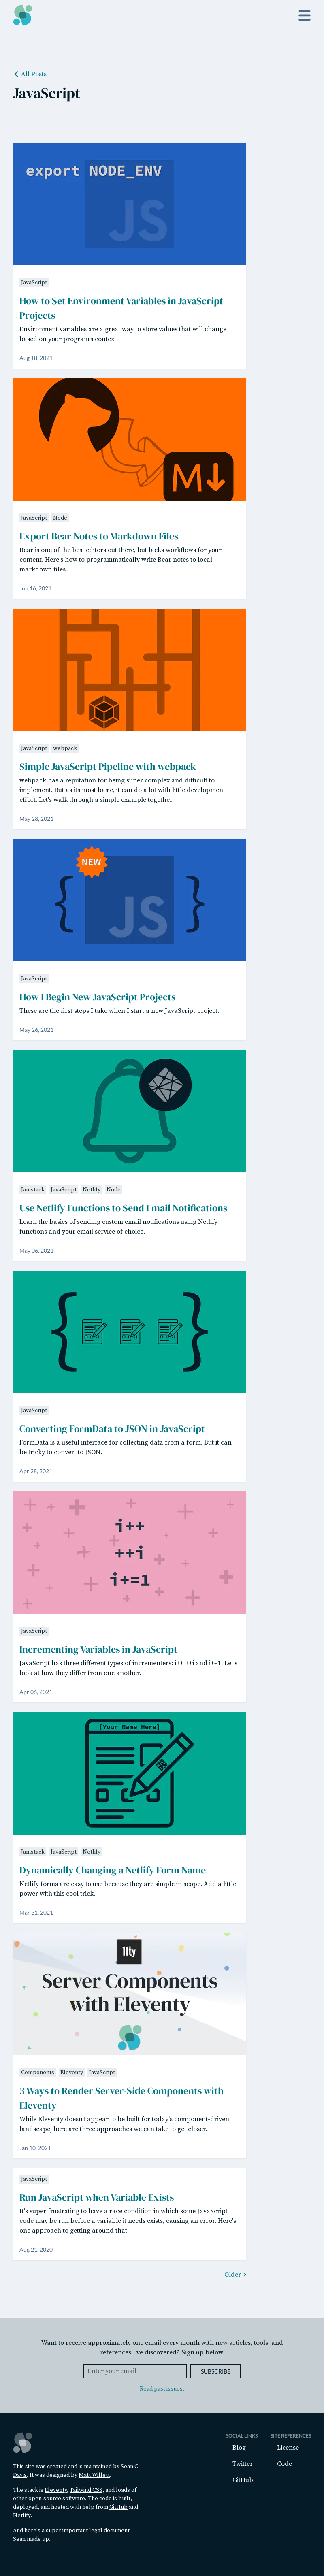 All Posts
JavaScript
export NODE_ENV
JS
JavaScript
How to Set Environment Variables in JavaScript
Projects
Environment variables are a great way to store values that will change
based on your program's context.
Aug 18, 2021
M
JavaScript Node
Export Bear Notes to Markdown Files
Bear is one of the best editors out there, but lacks workflows for your
content. Here's how to programmatically write Bear notes to local
markdown files.
Jun 16, 2021
JavaScript webpack
Simple JavaScript Pipeline with webpack
webpack has a reputation for being super complex and difficult to
implement. But as its most basic, it can do a lot with little development
effort. Let's walk through a simple example together.
May 28, 2021
NEW
{ JS }
JavaScript
How I Begin New JavaScript Projects
These are the first steps I take when I start a new JavaScript project.
May 26, 2021
Jamstack JavaScript Netlify Node
Use Netlify Functions to Send Email Notifications
Learn the basics of sending custom email notifications using Netlify
functions and your email service of choice.
May 06, 2021
{ }
JavaScript
Converting FormData to JSON in JavaScript
FormData is a useful interface for collecting data from a form. But it can
be tricky to convert to JSON.
Apr 28, 2021
i++
++i
i+=1
JavaScript
Incrementing Variables in JavaScript
JavaScript has three different types of incrementers: i++ ++i and i+=1. Let's
look at how they differ from one another.
Apr 06, 2021
[Your Name Here]
Jamstack JavaScript Netlify
Dynamically Changing a Netlify Form Name
Netlify forms are easy to use because they are simple in scope. Add a little
power with this cool trick.
Mar 31, 2021
11ty
Server Components
with Eleventy
Components Eleventy JavaScript
3 Ways to Render Server-Side Components with
Eleventy
While Eleventy doesn't appear to be built for today's component-driven
landscape, here are three approaches we can take to get closer.
Jan 10, 2021
JavaScript
Run JavaScript when Variable Exists
It's super frustrating to have a race condition in which some JavaScript
code may be run before a variable it needs exists, causing an error. Here's
one approach to getting around that.
Aug 21, 2020
Older >
Want to receive approximately one email every month with new articles, tools, and
references I've discovered? Sign up below.
Enter your email
SUBSCRIBE
Read past issues.
This site was created and is maintained by Sean C
Davis. It was designed by Matt Willett.
The stack is Eleventy, Tailwind CSS, and loads of
other open source software. The code is built,
deployed, and hosted with help from GitHub and
Netlify.
And here's a super important legal document
Sean made up.
SOCIAL LINKS
Blog
Twitter
GitHub
SITE REFERENCES
License
Code